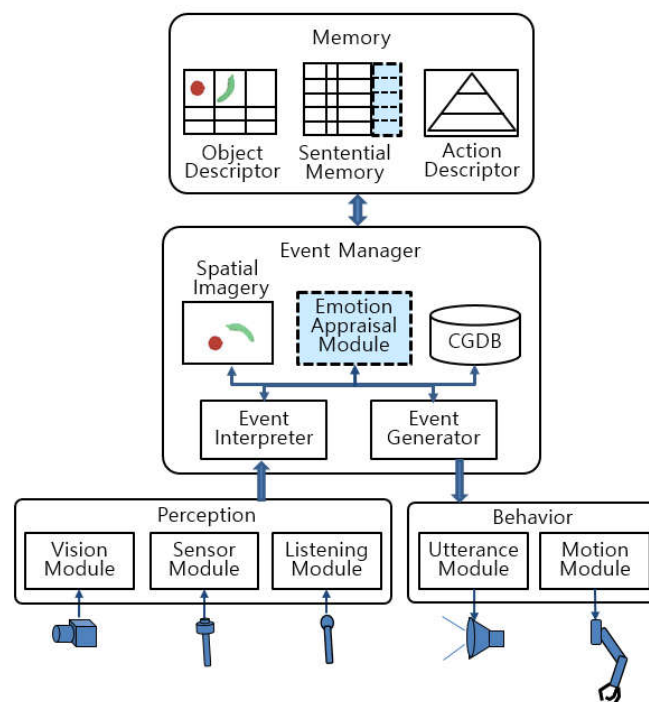 Memory
Object
Descriptor
Sentential
Memory
Action
Descriptor
Event Manager
Spatial
Imagery
Emotion
Appraisal
Module
CGDB
Event
Interpreter
Event
Generator
Perception
Vision
Module
Sensor
Module
Listening
Module
Behavior
Utterance
Module
Motion
Module